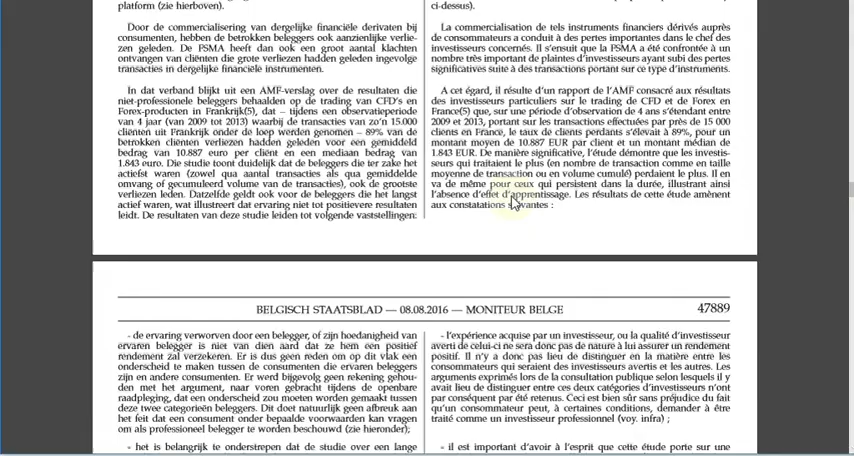 platform (zie hierboven).
Door de commercialisering van dergelijke financiële derivaten bij
consumenten, hebben de betrokken beleggers ook aanzienlijke verlie-
zen geleden. De FSMA heeft dan ook een groot aantal klachten
ontvangen van cliënten die grote verliezen hadden geleden ingevolge
transacties in dergelijke financiële instrumenten.
In dat verband blijkt uit een AMF-verslag over de resultaten die
niet-professionele beleggers behaalden op de trading van CFD's en
Forex-producten in Frankrijk(5), dat – tijdens een observatieperiode
van 4 jaar (van 2009 tot 2013) waarbij de transacties van zo'n 15.000
cliënten uit Frankrijk onder de loep werden genomen – 89% van de
betrokken cliënten verliezen hadden geleden voor een gemiddeld
bedrag van 10.887 euro per cliënt en een mediaan bedrag van
1.843 euro. Die studie toont duidelijk dat de beleggers die ter zake het
actiefst waren (zowel qua aantal transacties als qua gemiddelde
omvang of gecumuleerd volume van de transacties), ook de grootste
verliezen leden. Datzelfde geldt ook voor de beleggers die het langst
actief waren, wat illustreert dat ervaring niet tot positievere resultaten
leidt. De resultaten van deze studie leiden tot volgende vaststellingen:
ci-dessus).
La commercialisation de tels instruments financiers dérivés auprès
de consommateurs a conduit à des pertes importantes dans le chef des
investisseurs concernés. Il s'ensuit que la FSMA a été confrontée à un
nombre très important de plaintes d'investisseurs ayant subi des pertes
significatives suite à des transactions portant sur ce type d'instruments.
A cet égard, il résulte d'un rapport de l'AMF consacré aux résultats
des investisseurs particuliers sur le trading de CFD et de Forex en
France(5) que, sur une période d'observation de 4 ans s'étendant entre
2009 et 2013, portant sur les transactions effectuées par près de 15 000
clients en France, le taux de clients perdants s'élevait à 89%, pour un
montant moyen de 10.887 EUR par client et un montant médian de
1.843 EUR. De manière significative, l'étude démontre que les investis-
seurs qui traitaient le plus (en nombre de transaction comme en taille
moyenne de transaction ou en volume cumulé) perdaient le plus. Il en
va de même pour ceux qui persistent dans la durée, illustrant ainsi
l'absence d'effet d'apprentissage. Les résultats de cette étude amènent
aux constatations suivantes :
BELGISCH STAATSBLAD — 08.08.2016 — MONITEUR BELGE
47889
- de ervaring verworven door een belegger, of zijn hoedanigheid van
ervaren belegger is niet van dien aard dat ze hem een positief
rendement zal verzekeren. Er is dus geen reden om op dit vlak een
onderscheid te maken tussen de consumenten die ervaren beleggers
zijn en andere consumenten. Er werd bijgevolg geen rekening gehou-
den met het argument, naar voren gebracht tijdens de openbare
raadpleging, dat een onderscheid zou moeten worden gemaakt tussen
deze twee categorieën beleggers. Dit doet natuurlijk geen afbreuk aan
het feit dat een consument onder bepaalde voorwaarden kan vragen
om als professionele belegger te worden beschouwd (zie hieronder);
- het is belangrijk te onderstrepen dat de studie over een lange
- l'expérience acquise par un investisseur, ou la qualité d'investisseur
averti de celui-ci ne sera donc pas de nature à lui assurer un rendement
positif. Il n'y a donc pas lieu de distinguer en la matière entre les
consommateurs qui seraient des investisseurs avertis et les autres. Les
arguments exprimés lors de la consultation publique selon lesquels il y
avait lieu de distinguer entre ces deux catégories d'investisseurs n'ont
par conséquent par été retenus. Ceci est bien sûr sans préjudice du fait
qu'un consommateur peut, à certaines conditions, demander à être
traité comme un investisseur professionnel (voy. infra) ;
- il est important d'avoir à l'esprit que cette étude porte sur une